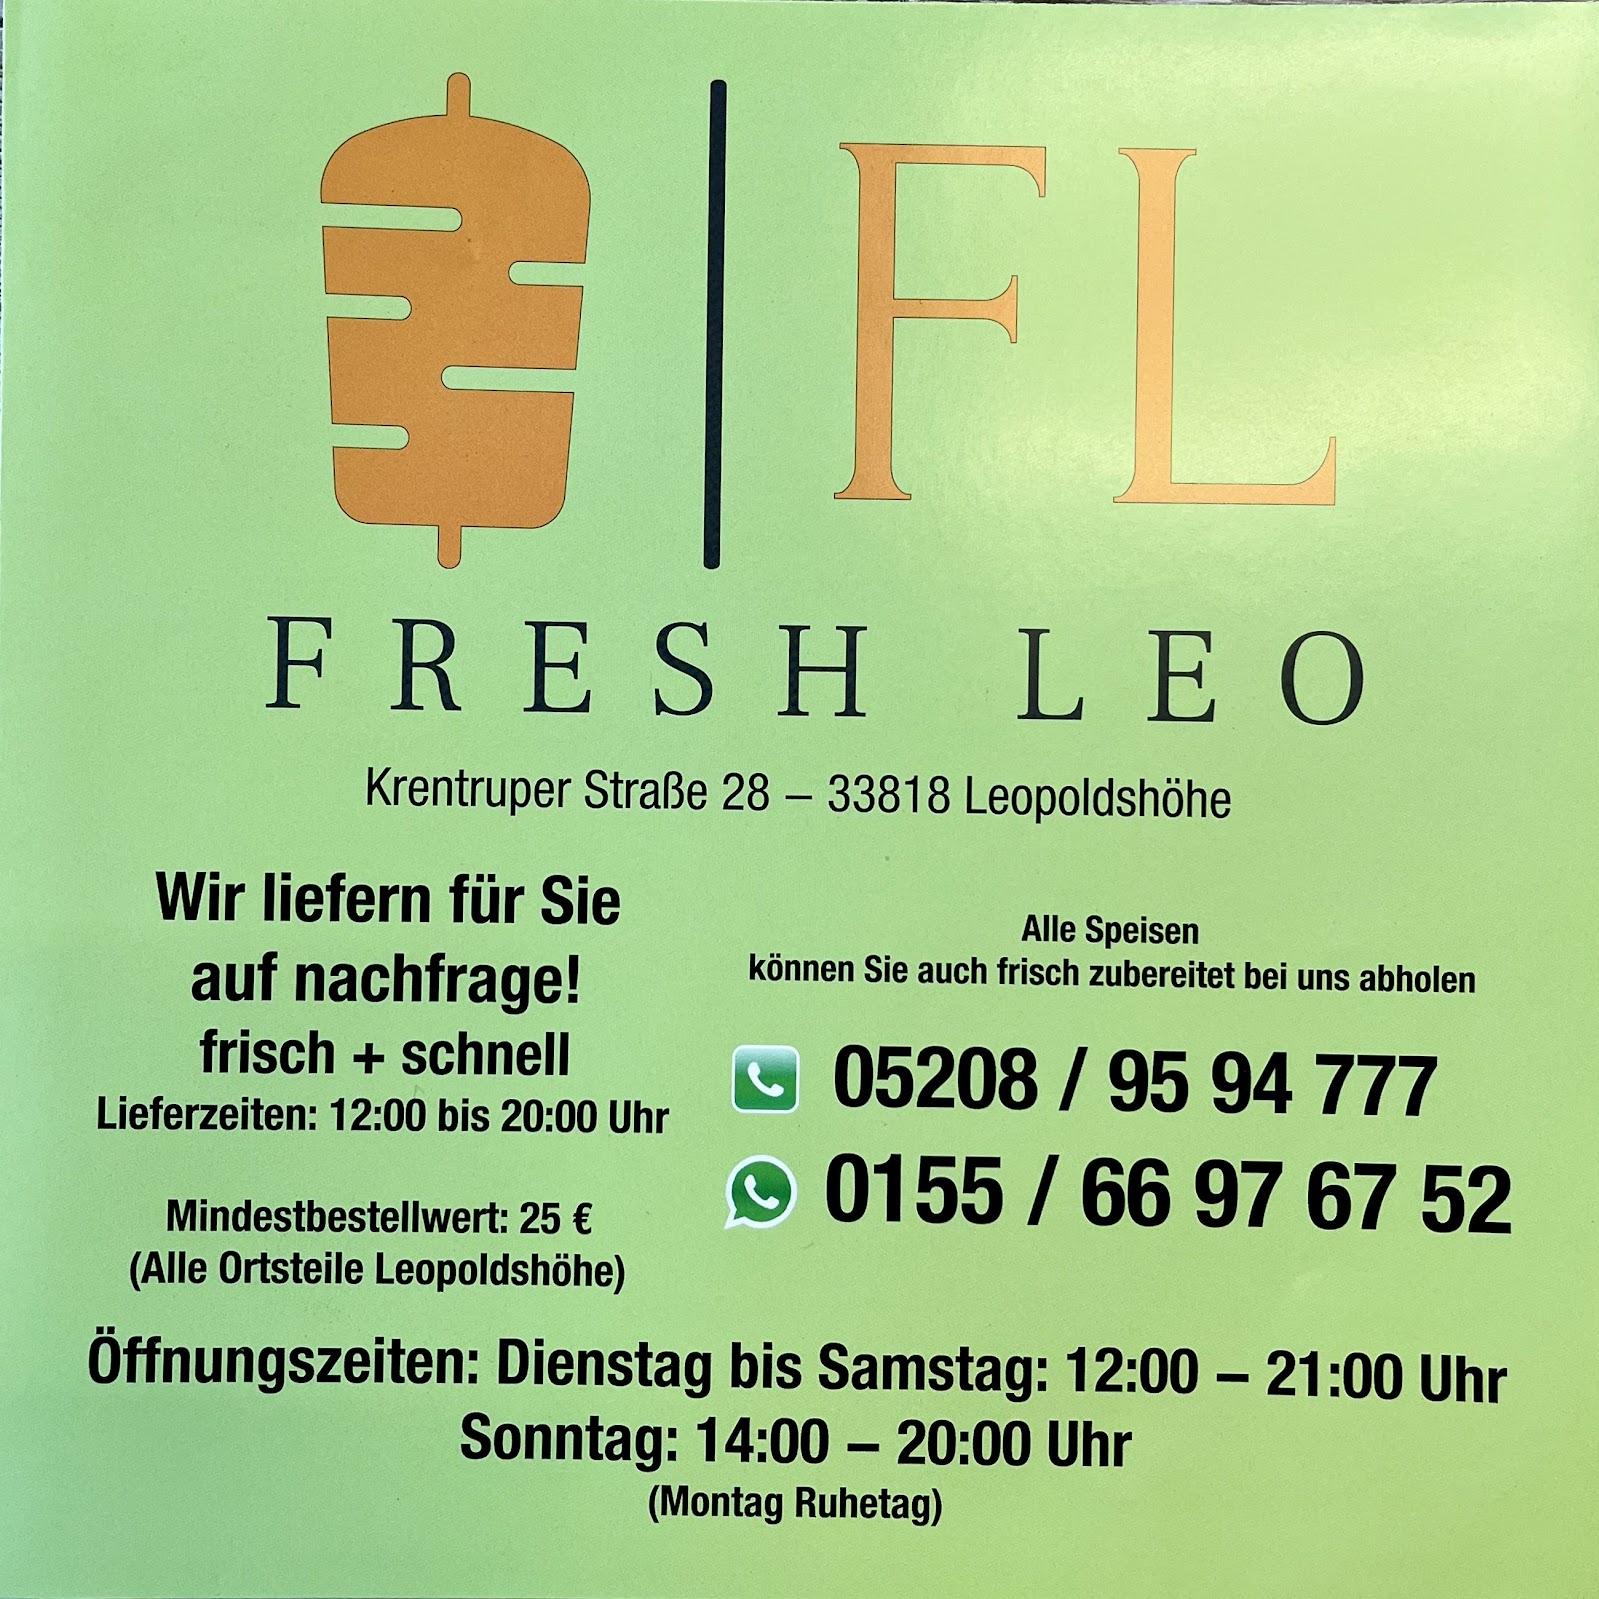 FL
FRESH LEO
Krentruper Straße 28 – 33818 Leopoldshöhe
Wir liefern für Sie
auf nachfrage!
frisch + schnell
Lieferzeiten: 12:00 bis 20:00 Uhr
Mindestbestellwert: 25 €
(Alle Ortsteile Leopoldshöhe)
Alle Speisen
können Sie auch frisch zubereitet bei uns abholen
05208 / 95 94 777
0155 / 66 97 67 52
Öffnungszeiten: Dienstag bis Samstag: 12:00 – 21:00 Uhr
Sonntag: 14:00 – 20:00 Uhr
(Montag Ruhetag)